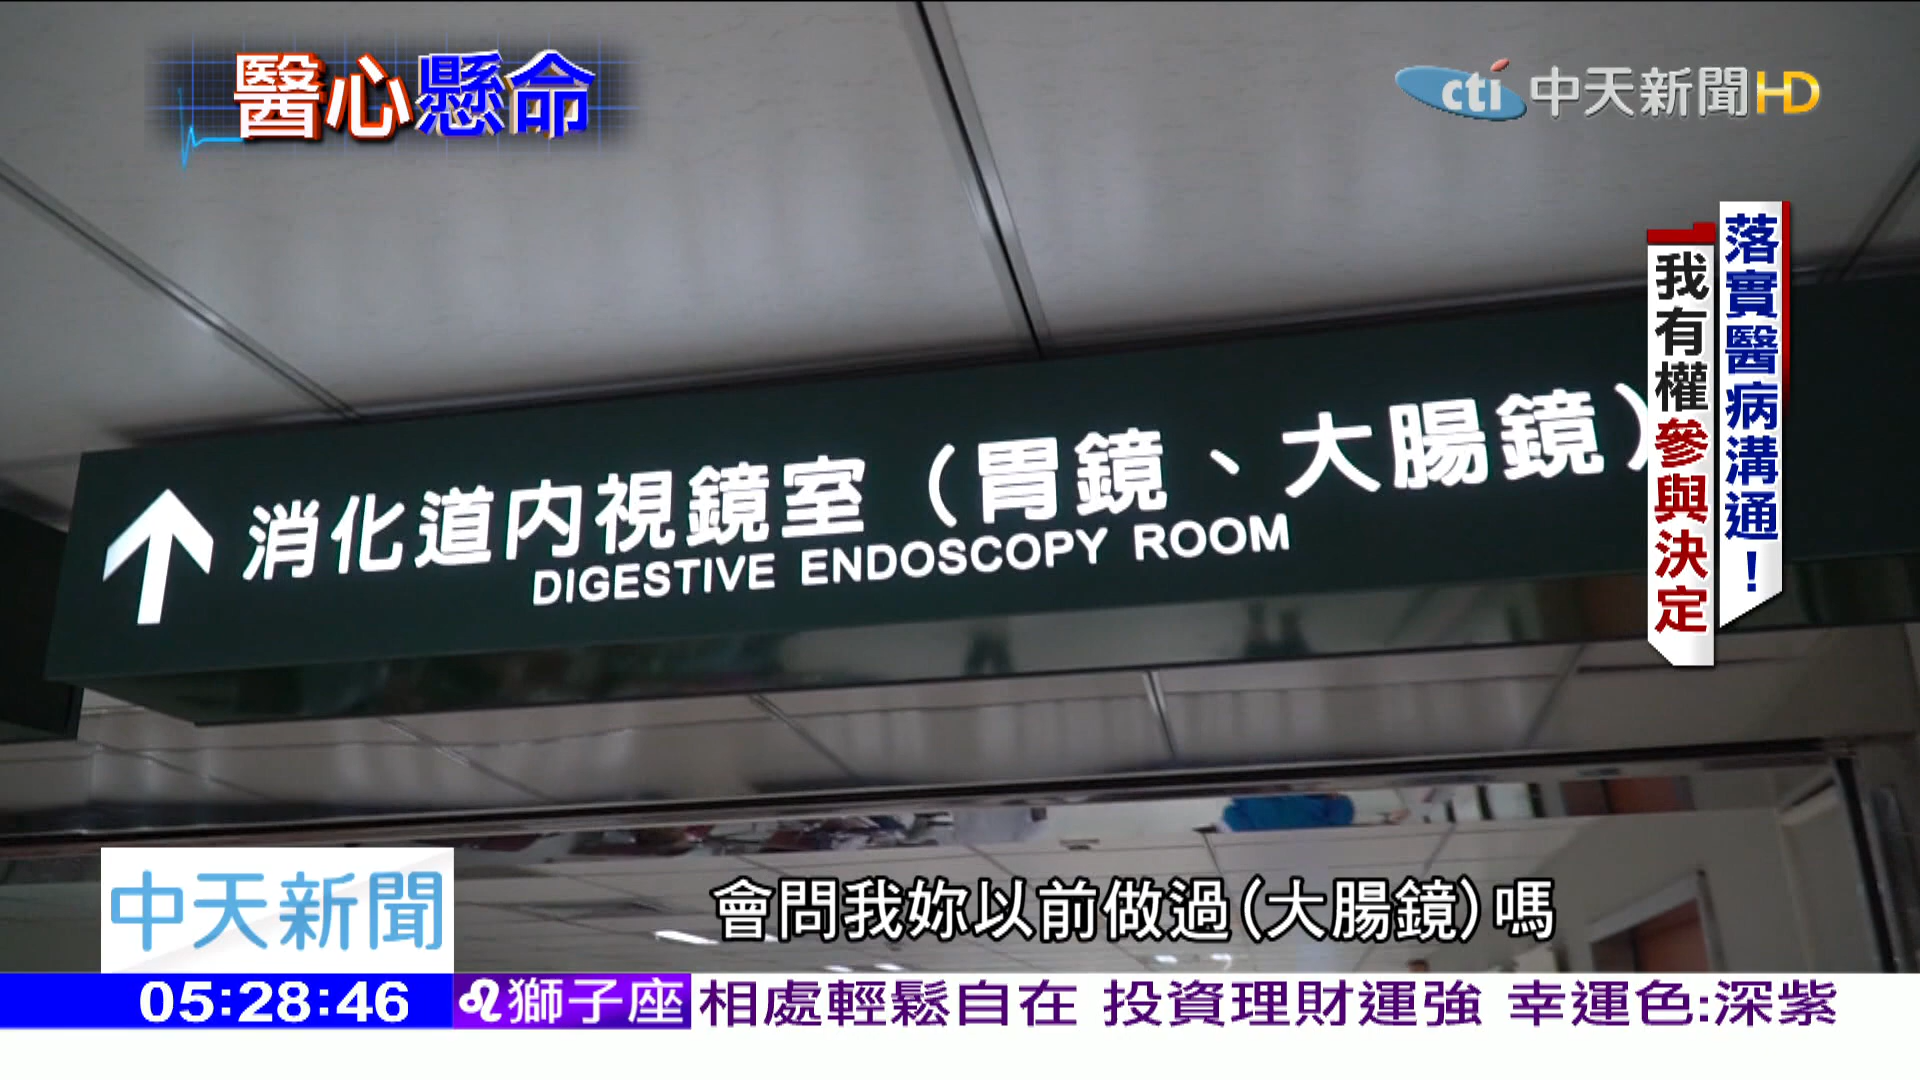 醫心懸命
cti 中天新聞HD
落實醫病溝通！
我有權參與決定
消化道內視鏡室（胃鏡、大腸鏡）
DIGESTIVE ENDOSCOPY ROOM
會問我妳以前做過(大腸鏡)嗎
中天新聞
05:28:46 ♌獅子座 相處輕鬆自在 投資理財運強 幸運色:深紫